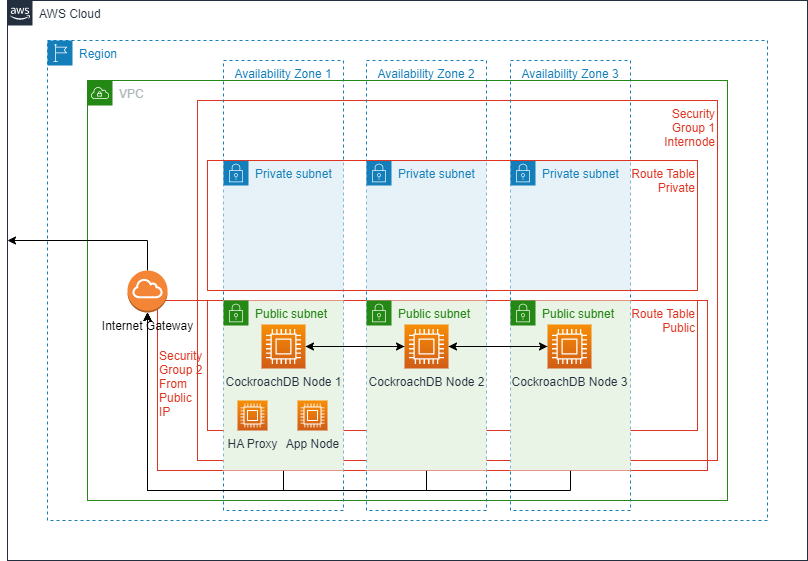 aws
AWS Cloud
Region
Availability Zone 1
Availability Zone 2
Availability Zone 3
VPC
Security
Group 1
Internode
Private subnet
Private subnet
Private subnet
Route Table
Private
Internet Gateway
Public subnet
Public subnet
Public subnet
Route Table
Public
Security
Group 2
From
Public
IP
CockroachDB Node 1
CockroachDB Node 2
CockroachDB Node 3
HA Proxy
App Node